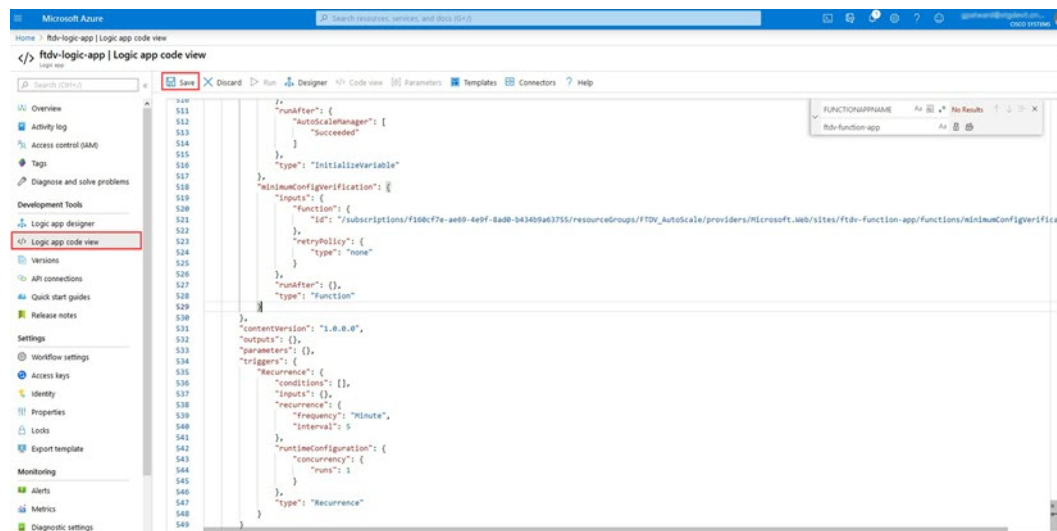 Microsoft Azure
Search resources, services, and docs (G+/)
CISCO SYSTEMS
Home > ftdv-logic-app | Logic app code view
</> ftdv-logic-app | Logic app code view
Logic app
Search (Ctrl+/)
Save Discard Run Designer </> Code view [@] Parameters Templates Connectors ? Help
Overview
Activity log
Access control (IAM)
Tags
Diagnose and solve problems
Development Tools
Logic app designer
</> Logic app code view
Versions
API connections
Quick start guides
Release notes
Settings
Workflow settings
Access keys
Identity
Properties
Locks
Export template
Monitoring
Alerts
Metrics
Diagnostic settings
FUNCTIONAPPNAME Aa No Results
ftdv-function-app
510 },
511 "runAfter": {
512 "AutoScaleManager": [
513 "Succeeded"
514 ]
515 },
516 "type": "InitializeVariable"
517 },
518 "minimumConfigVerification": {
519 "inputs": {
520 "function": {
521 "id": "/subscriptions/f160cf7e-ae69-4e9f-8ad0-b434b9a63755/resourceGroups/FTDV_AutoScale/providers/Microsoft.Web/sites/ftdv-function-app/functions/minimumConfigVerifica
522 },
523 "retryPolicy": {
524 "type": "none"
525 }
526 },
527 "runAfter": {},
528 "type": "Function"
529 }
530 },
531 "contentVersion": "1.0.0.0",
532 "outputs": {},
533 "parameters": {},
534 "triggers": {
535 "Recurrence": {
536 "conditions": [],
537 "inputs": {},
538 "recurrence": {
539 "frequency": "Minute",
540 "interval": 5
541 },
542 "runtimeConfiguration": {
543 "concurrency": {
544 "runs": 1
545 }
546 },
547 "type": "Recurrence"
548 }
549 }